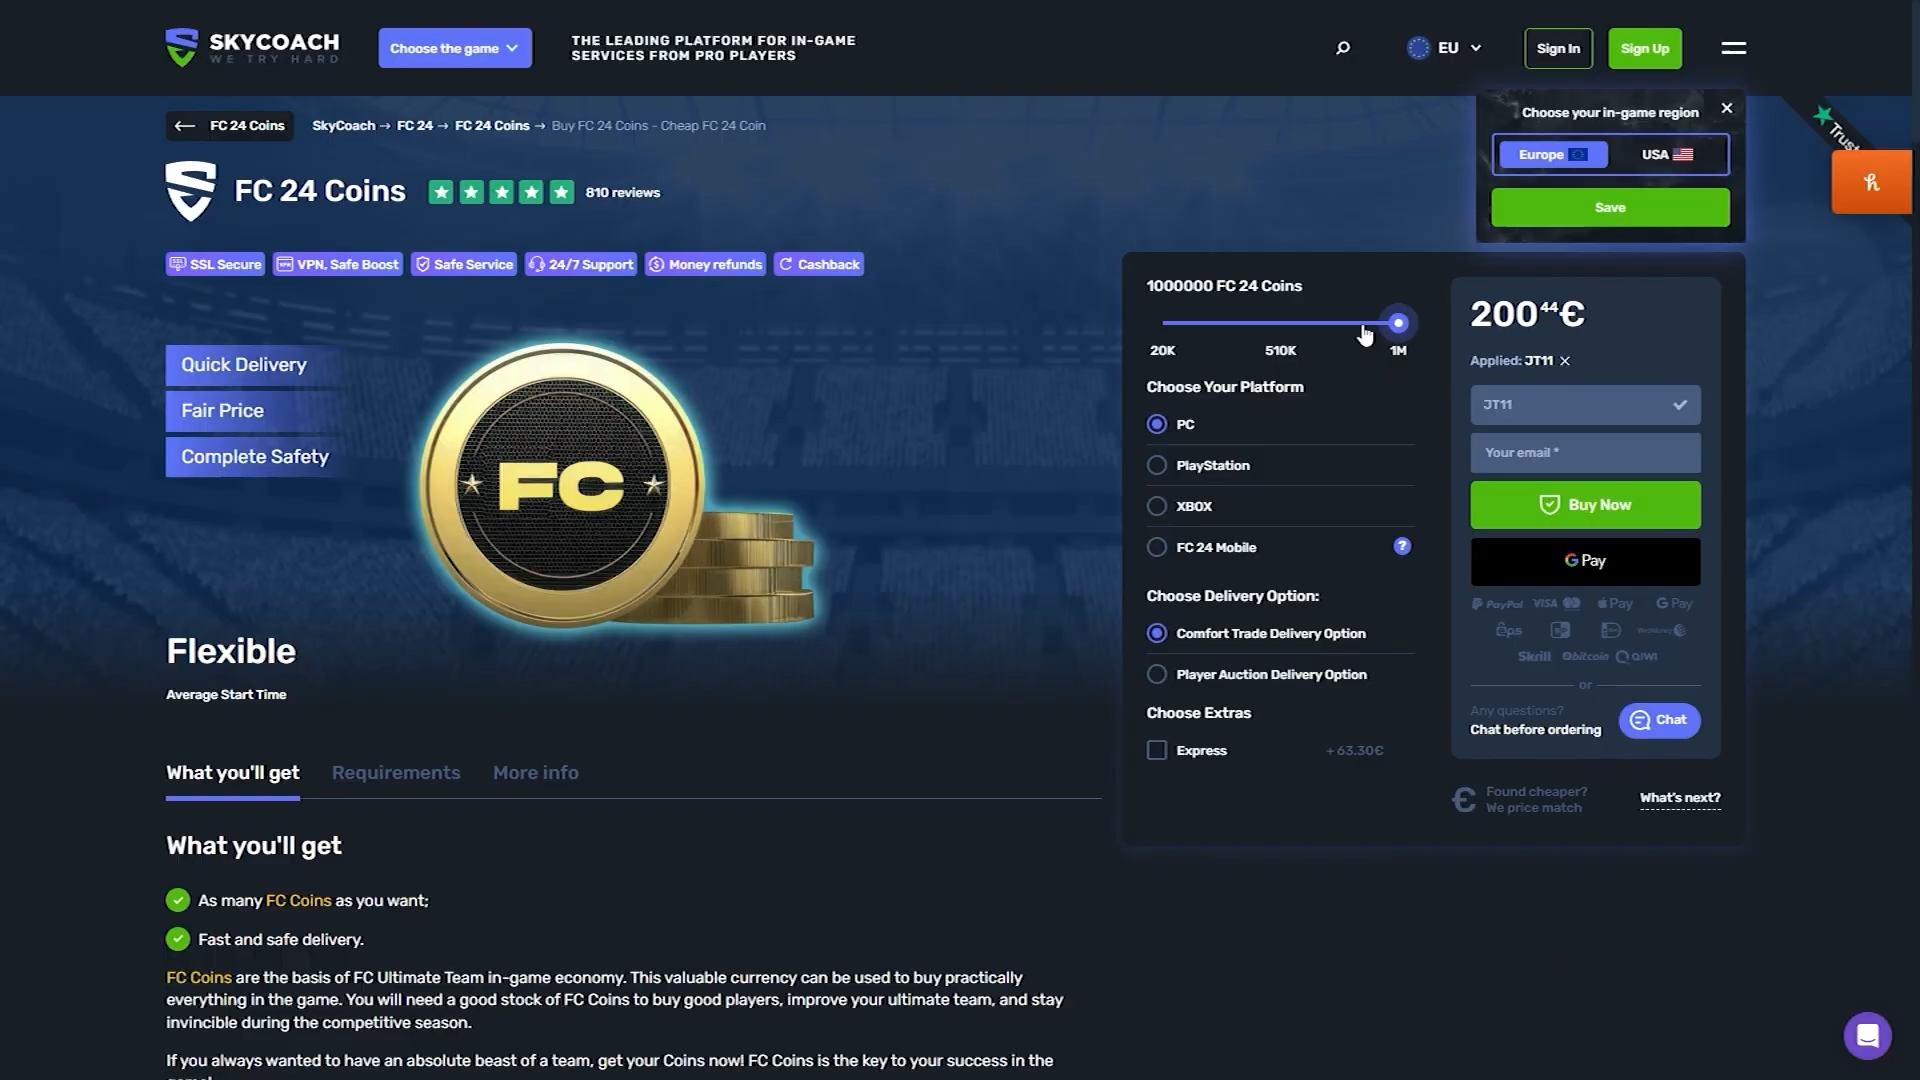 SKYCOACH
WE TRY HARD
Choose the game
THE LEADING PLATFORM FOR IN-GAME
SERVICES FROM PRO PLAYERS
EU
Sign In
Sign Up
FC 24 Coins
SkyCoach → FC 24 → FC 24 Coins → Buy FC 24 Coins - Cheap FC 24 Coin
Choose your in-game region
Europe
USA
Save
Trust
FC 24 Coins
810 reviews
SSL Secure
VPN, Safe Boost
Safe Service
24/7 Support
Money refunds
Cashback
Quick Delivery
Fair Price
Complete Safety
FC
Flexible
Average Start Time
1000000 FC 24 Coins
20K
510K
1M
Choose Your Platform
PC
PlayStation
XBOX
FC 24 Mobile
?
Choose Delivery Option:
Comfort Trade Delivery Option
Player Auction Delivery Option
Choose Extras
Express
+ 63.30€
200 44 €
Applied: JT11
JT11
Your email *
Buy Now
G Pay
PayPal VISA Pay G Pay
eps WebMoney
Skrill bitcoin QIWI
or
Any questions?
Chat before ordering
Chat
Found cheaper?
We price match
What's next?
What you'll get
Requirements
More info
What you'll get
As many FC Coins as you want;
Fast and safe delivery.
FC Coins are the basis of FC Ultimate Team in-game economy. This valuable currency can be used to buy practically
everything in the game. You will need a good stock of FC Coins to buy good players, improve your ultimate team, and stay
invincible during the competitive season.
If you always wanted to have an absolute beast of a team, get your Coins now! FC Coins is the key to your success in the